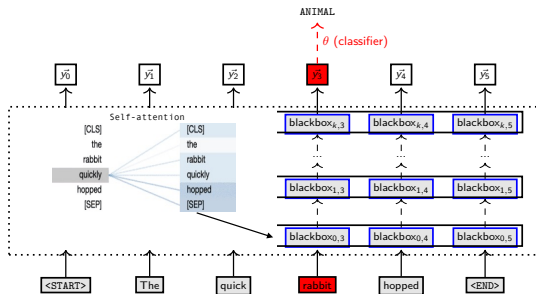 ANIMAL
θ (classifier)
y⃗0 y⃗1 y⃗2 y⃗3 y⃗4 y⃗5
Self-attention
[CLS] [CLS]
the the
rabbit rabbit
quickly quickly
hopped hopped
[SEP] [SEP]
blackboxk,3 blackboxk,4 blackboxk,5
... ... ...
blackbox1,3 blackbox1,4 blackbox1,5
blackbox0,3 blackbox0,4 blackbox0,5
<START> The quick rabbit hopped <END>